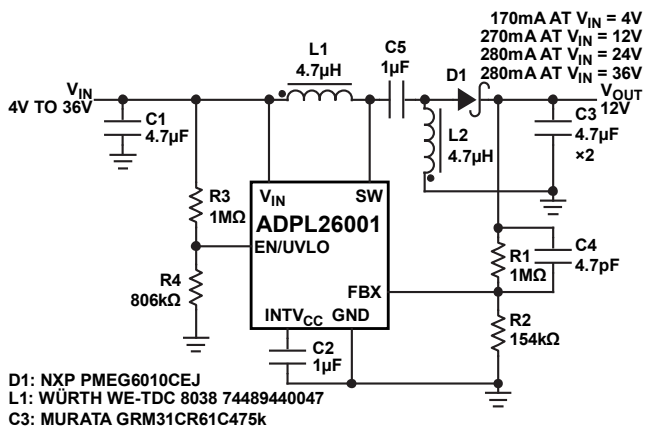 170mA AT VIN = 4V
270mA AT VIN = 12V
280mA AT VIN = 24V
280mA AT VIN = 36V
L1
4.7µH
C5
1µF
D1
VIN
4V TO 36V
VOUT
12V
C1
4.7µF
L2
4.7µH
C3
4.7µF
×2
R3
1MΩ
VIN
SW
ADPL26001
EN/UVLO
R1
1MΩ
C4
4.7pF
R4
806kΩ
FBX
INTVCC
GND
R2
154kΩ
C2
1µF
D1: NXP PMEG6010CEJ
L1: WÜRTH WE-TDC 8038 74489440047
C3: MURATA GRM31CR61C475k